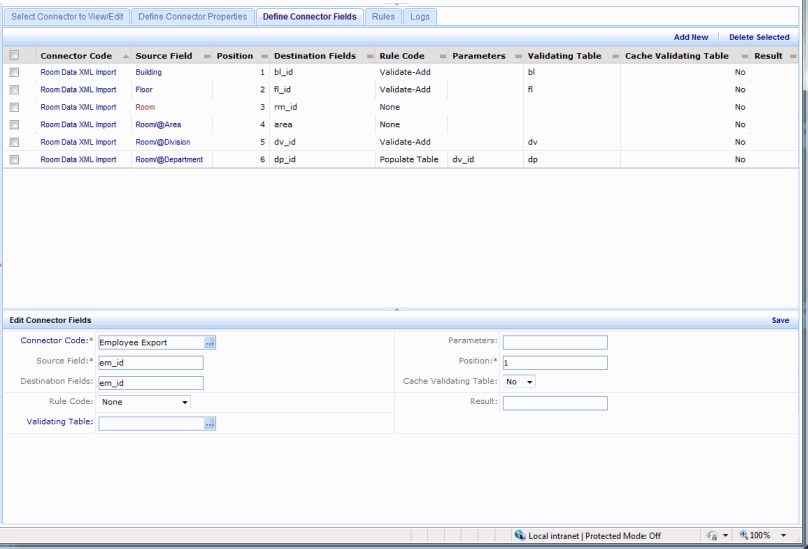 Select Connector to View/Edit Define Connector Properties Define Connector Fields Rules Logs
Add New Delete Selected
Connector Code Source Field Position Destination Fields Rule Code Parameters Validating Table Cache Validating Table Result
Room Data XML Import Building 1 bl_id Validate-Add bl No
Room Data XML Import Floor 2 fl_id Validate-Add fl No
Room Data XML Import Room 3 rm_id None No
Room Data XML Import Room/@Area 4 area None No
Room Data XML Import Room/@Division 5 dv_id Validate-Add dv No
Room Data XML Import Room/@Department 6 dp_id Populate Table dv_id dp No
Edit Connector Fields Save
Connector Code:* Employee Export ... Parameters:
Source Field:* em_id Position:* 1
Destination Fields: em_id Cache Validating Table: No
Rule Code: None Result:
Validating Table: ...
Local intranet | Protected Mode: Off 100%